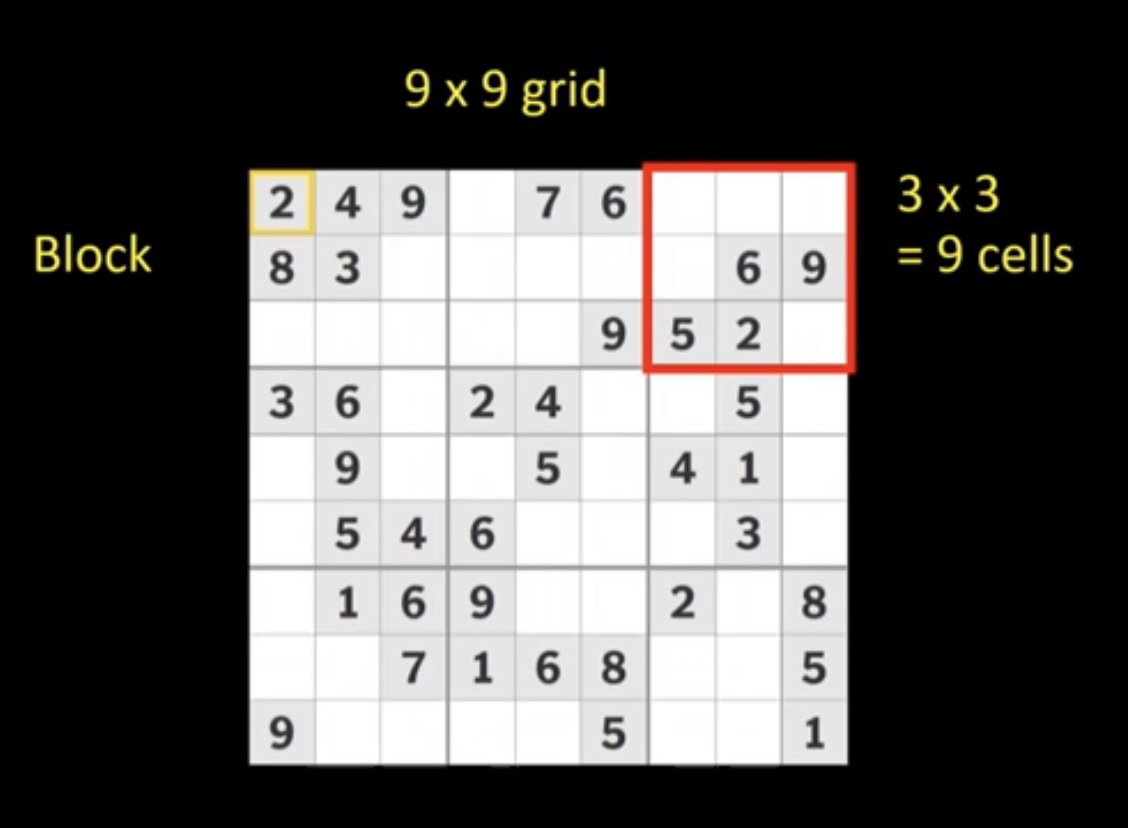 9 x 9 grid
Block
3 x 3
= 9 cells
2 4 9 7 6
8 3 6 9
9 5 2
3 6 2 4 5
9 5 4 1
5 4 6 3
1 6 9 2 8
7 1 6 8 5
9 5 1